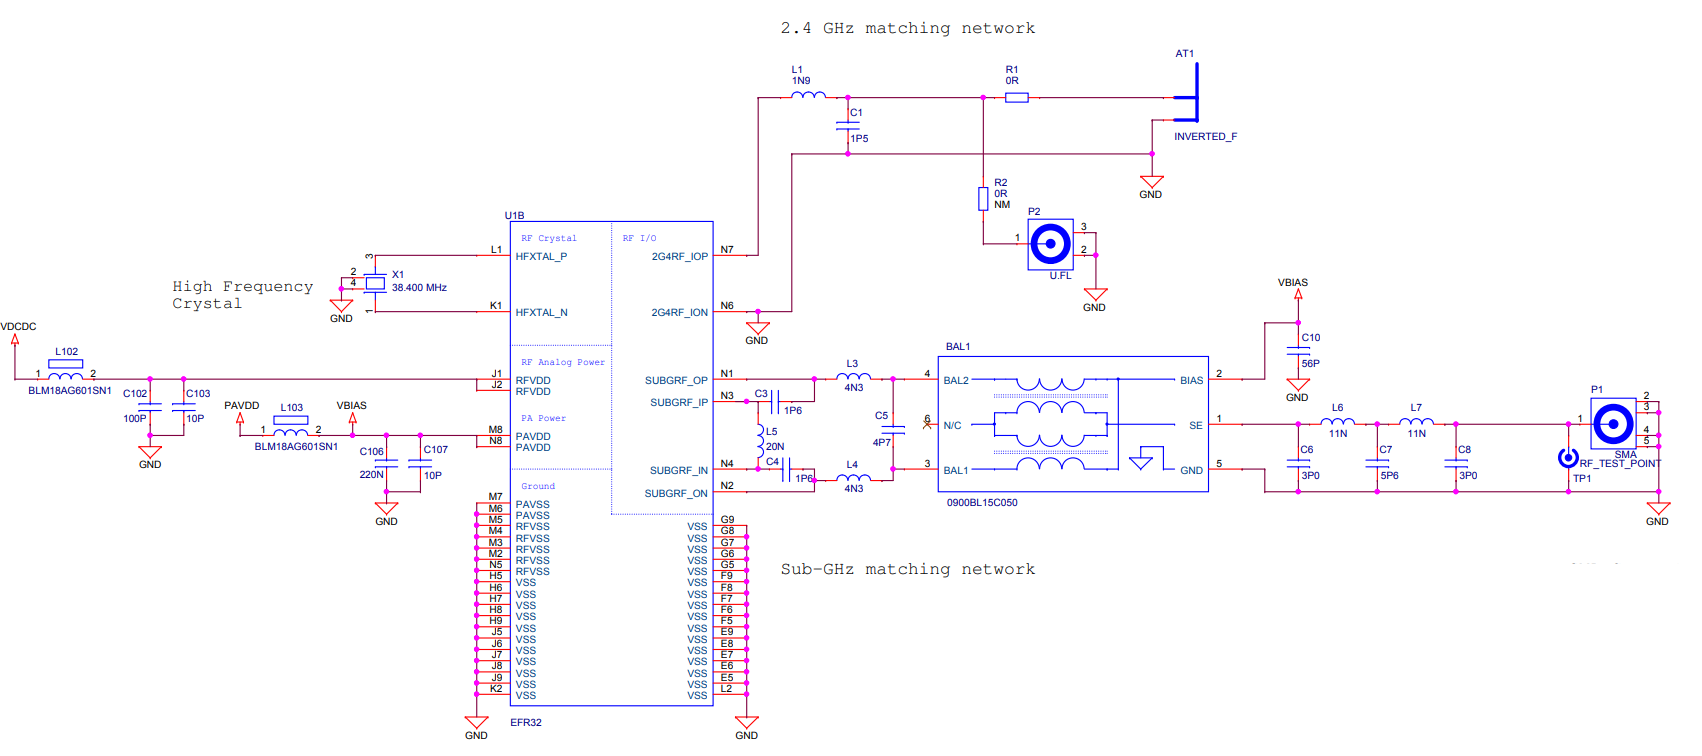 2.4 GHz matching network
AT1
L1
1N9
R1
0R
C1
1P5
INVERTED_F
GND
R2
0R
NM
P2
1
3
2
U.FL
GND
U1B
RF Crystal
RF I/O
L1
HFXTAL_P
2G4RF_IOP
N7
High Frequency
Crystal
3
2
4
1
X1
38.400 MHz
GND
K1
HFXTAL_N
2G4RF_ION
N6
GND
VDCDC
L102
1
2
BLM18AG601SN1
C102
100P
C103
10P
GND
RF Analog Power
J1
RFVDD
J2
RFVDD
PAVDD
L103
1
2
BLM18AG601SN1
VBIAS
C106
220N
C107
10P
GND
PA Power
M8
PAVDD
N8
PAVDD
SUBGRF_OP
N1
SUBGRF_IP
N3
SUBGRF_IN
N4
SUBGRF_ON
N2
C3
1P6
L5
20N
C4
1P6
L3
4N3
C5
4P7
L4
4N3
BAL1
4
BAL2
6
N/C
3
BAL1
BIAS
2
SE
1
GND
5
0900BL15C050
VBIAS
C10
56P
GND
L6
11N
L7
11N
C6
3P0
C7
5P6
C8
3P0
P1
1
2
3
4
5
SMA
RF_TEST_POINT
TP1
GND
Ground
M7
PAVSS
M6
PAVSS
M5
RFVSS
M4
RFVSS
M3
RFVSS
M2
RFVSS
N5
RFVSS
H5
VSS
H6
VSS
H7
VSS
H8
VSS
H9
VSS
J5
VSS
J6
VSS
J7
VSS
J8
VSS
J9
VSS
K2
VSS
GND
VSS
G9
VSS
G8
VSS
G7
VSS
G6
VSS
G5
VSS
F9
VSS
F8
VSS
F7
VSS
F6
VSS
F5
VSS
E9
VSS
E8
VSS
E7
VSS
E6
VSS
E5
VSS
L2
GND
EFR32
Sub-GHz matching network